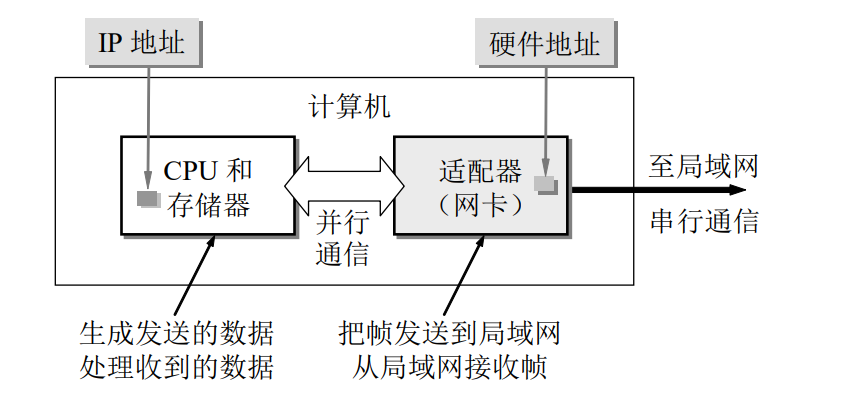 IP 地址
硬件地址
计算机
CPU 和
存储器
适配器
（网卡）
并行
通信
至局域网
串行通信
生成发送的数据
处理收到的数据
把帧发送到局域网
从局域网接收帧